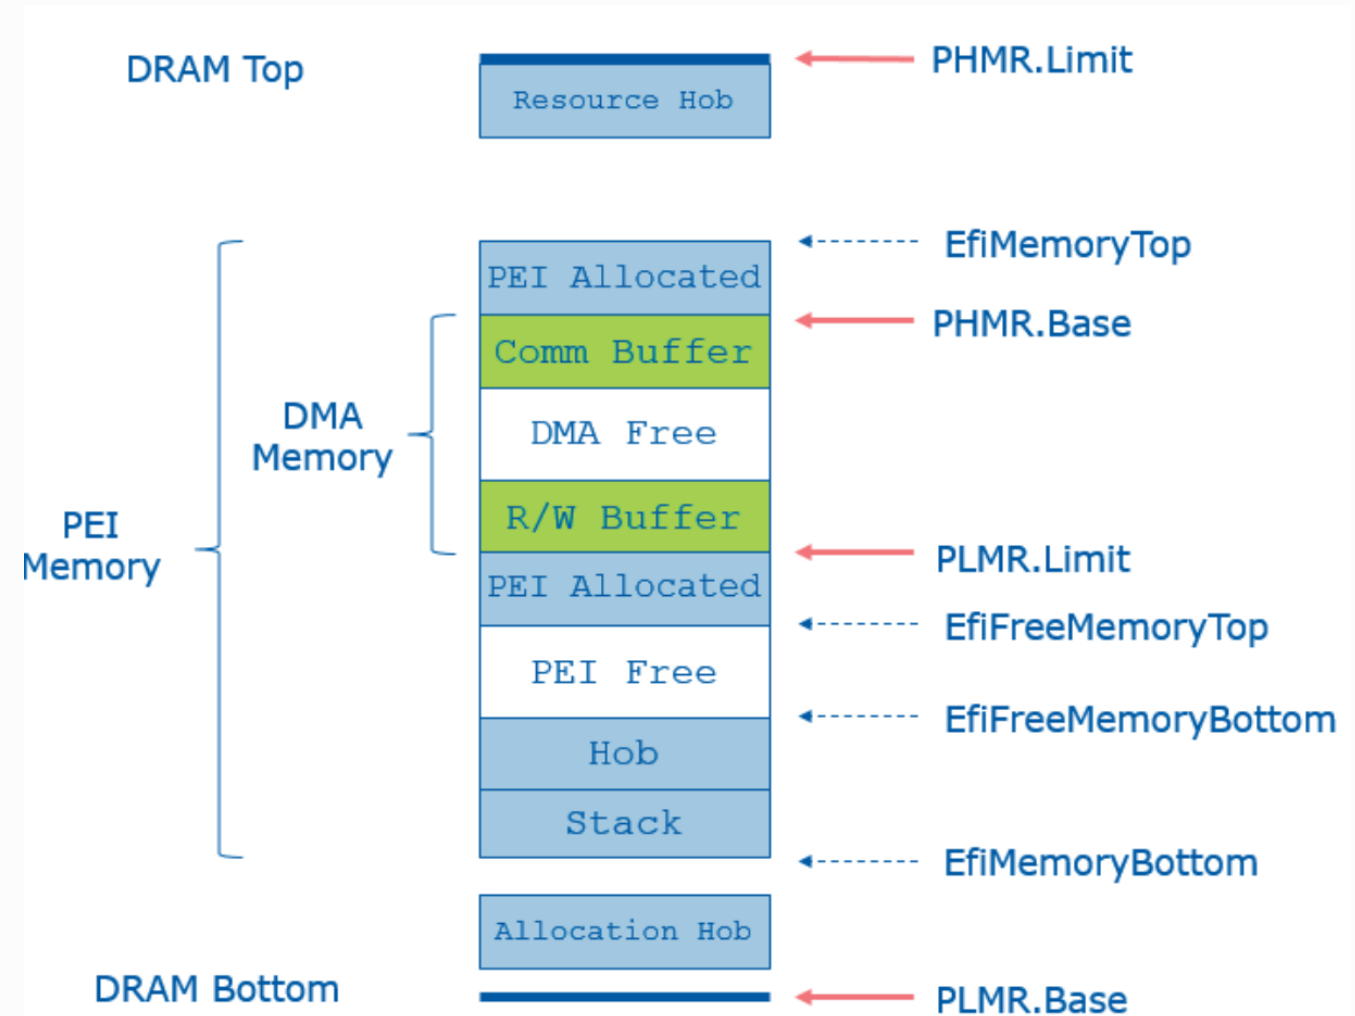 DRAM Top
PHMR.Limit
Resource Hob
EfiMemoryTop
PEI Allocated
PHMR.Base
Comm Buffer
DMA
Memory
DMA Free
R/W Buffer
PEI
Memory
PLMR.Limit
PEI Allocated
EfiFreeMemoryTop
PEI Free
EfiFreeMemoryBottom
Hob
Stack
EfiMemoryBottom
Allocation Hob
DRAM Bottom
PLMR.Base